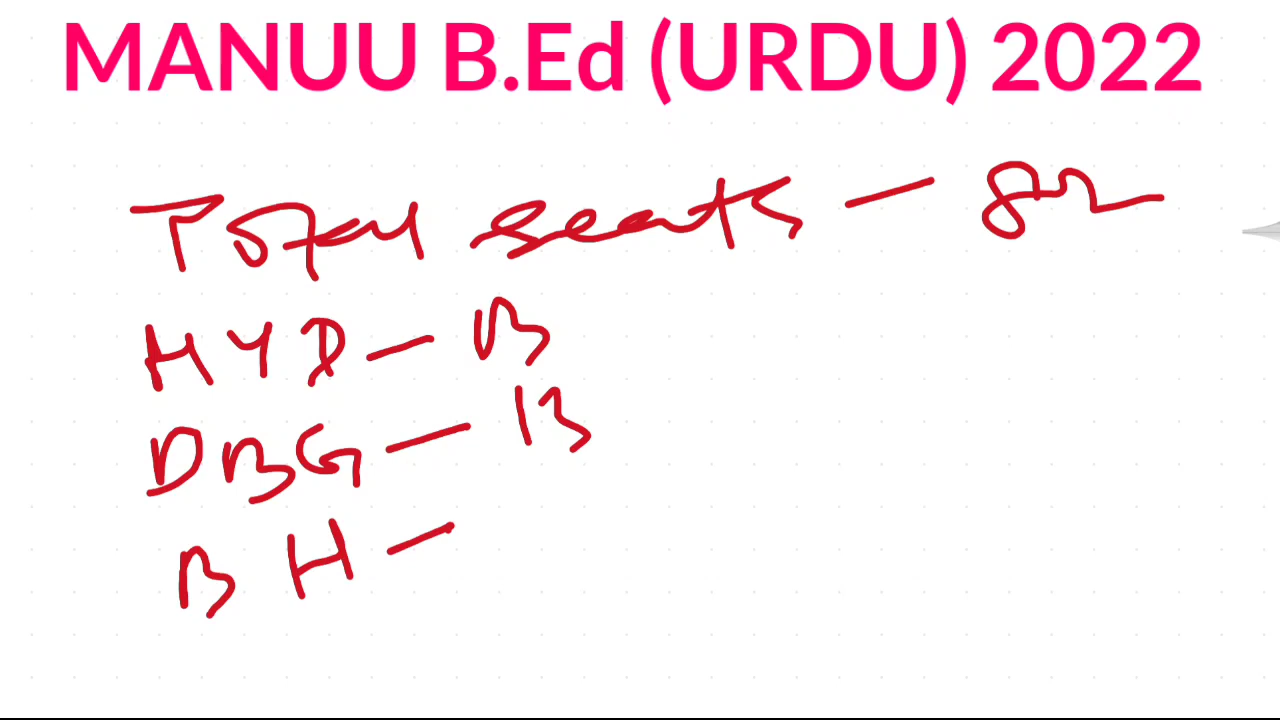 MANUU B.Ed (URDU) 2022
Total seats — 82
HYD — 13
DBG — 13
BH —